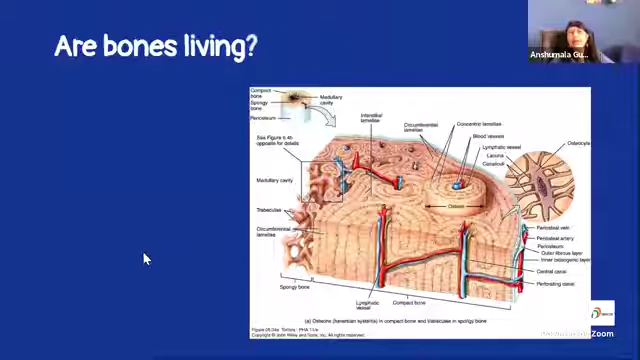 Are bones living?
Anshumala Gu...
Compact
bone
Spongy
bone
Periosteum
Medullary
cavity
See Figure 6.4b
opposite for details
Interstitial
lamellae
Circumferential
lamellae
Concentric lamellae
Blood vessels
Lymphatic vessel
Lacuna
Canaliculi
Osteocyte
Medullary cavity
Osteon
Trabeculae
Circumferential
lamellae
Periosteal vein
Periosteal artery
Periosteum:
Outer fibrous layer
Inner osteogenic layer
Central canal
Perforating canal
Spongy bone
Lymphatic
vessel
Compact bone
(a) Osteons (haversian systems) in compact bone and trabeculae in spongy bone
Zoom